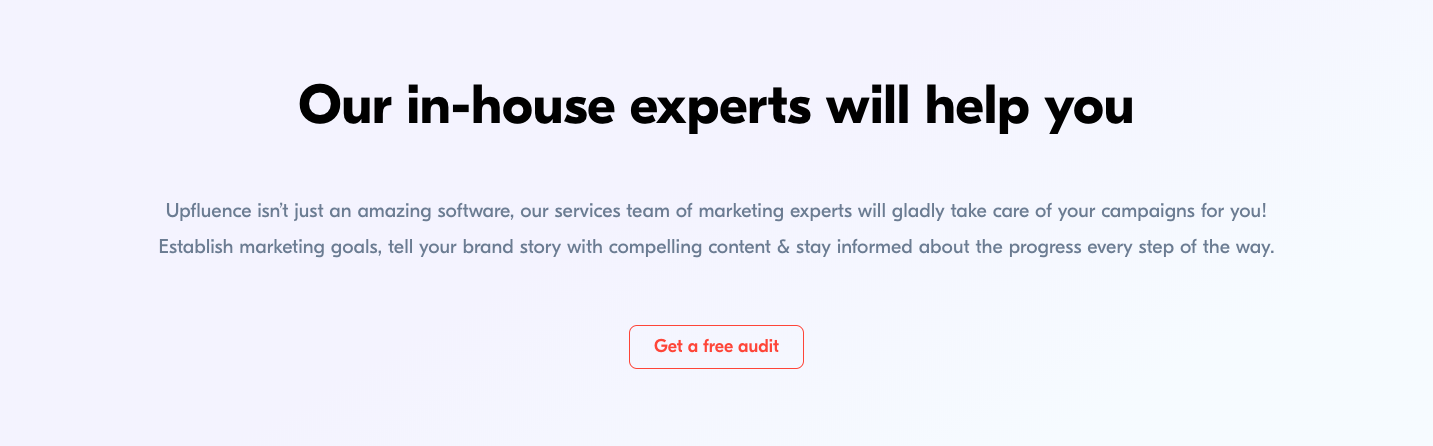 Our in-house experts will help you
Upfluence isn't just an amazing software, our services team of marketing experts will gladly take care of your campaigns for you!
Establish marketing goals, tell your brand story with compelling content & stay informed about the progress every step of the way.
Get a free audit